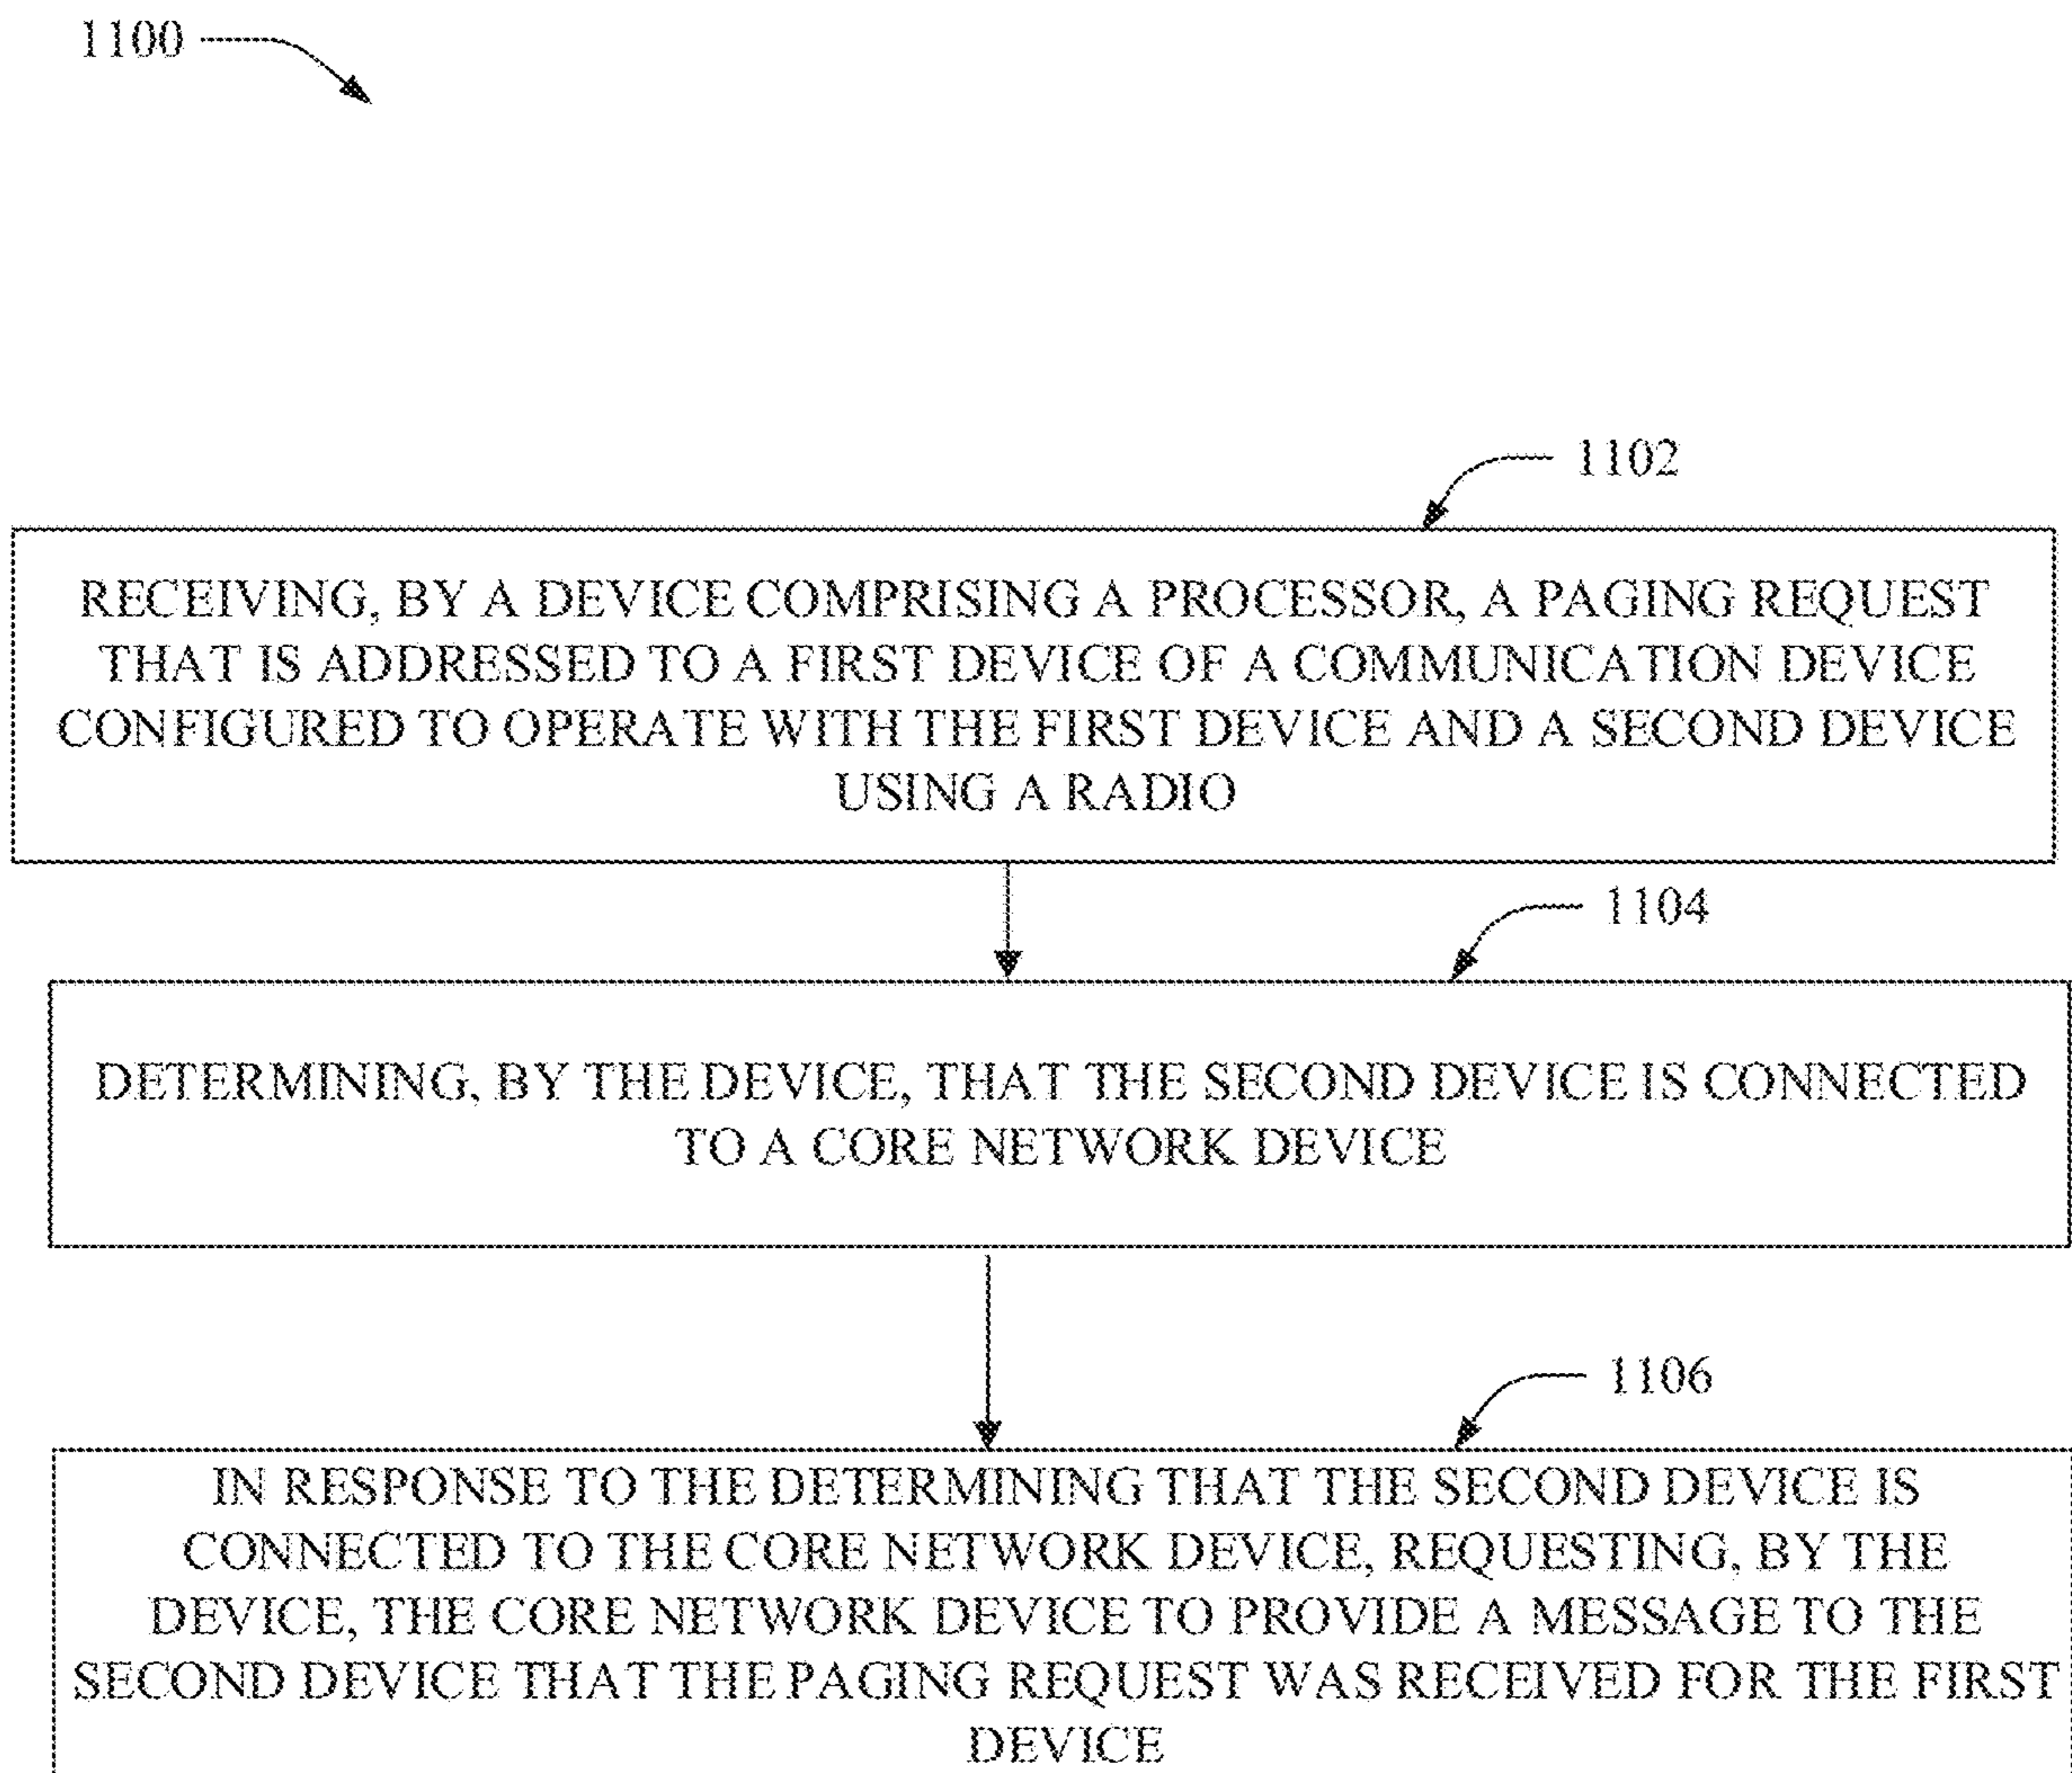 1100
1102
RECEIVING, BY A DEVICE COMPRISING A PROCESSOR, A PAGING REQUEST
THAT IS ADDRESSED TO A FIRST DEVICE OF A COMMUNICATION DEVICE
CONFIGURED TO OPERATE WITH THE FIRST DEVICE AND A SECOND DEVICE
USING A RADIO
1104
DETERMINING, BY THE DEVICE, THAT THE SECOND DEVICE IS CONNECTED
TO A CORE NETWORK DEVICE
1106
IN RESPONSE TO THE DETERMINING THAT THE SECOND DEVICE IS
CONNECTED TO THE CORE NETWORK DEVICE, REQUESTING, BY THE
DEVICE, THE CORE NETWORK DEVICE TO PROVIDE A MESSAGE TO THE
SECOND DEVICE THAT THE PAGING REQUEST WAS RECEIVED FOR THE FIRST
DEVICE